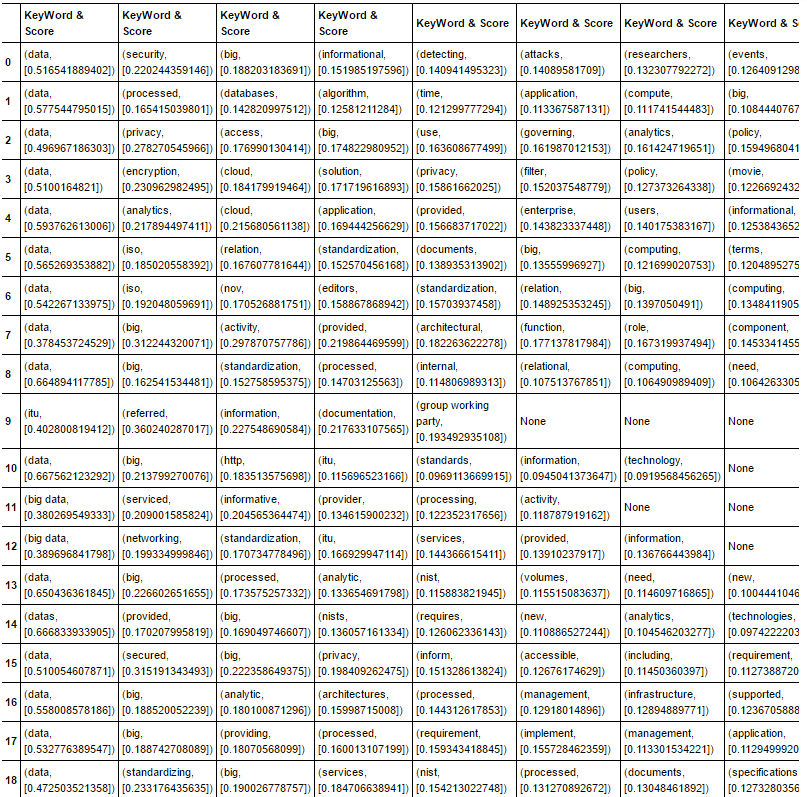 KeyWord & KeyWord & KeyWord & KeyWord & KeyWord & Score KeyWord & Score KeyWord & Score KeyWord & Score
Score Score Score Score
0 (data, (security, (big, (informational, (detecting, (attacks, (researchers, (events,
[0.516541889402]) [0.220244359146]) [0.188203183691]) [0.151985197596]) [0.140941495323]) [0.14089581709]) [0.132307792272]) [0.126409129
1 (data, (processed, (databases, (algorithm, (time, (application, (compute, (big,
[0.577544795015]) [0.165415039801]) [0.142820997512]) [0.12581211284]) [0.121299777294]) [0.113367587131]) [0.111741544483]) [0.108444076
2 (data, (privacy, (access, (big, (use, (governing, (analytics, (policy,
[0.496967186303]) [0.278270545966]) [0.176990130414]) [0.174822980952]) [0.163608677499]) [0.161987012153]) [0.161424719651]) [0.159496804
3 (data, (encryption, (cloud, (solution, (privacy, (filter, (policy, (movie,
[0.5100164821]) [0.230962982495]) [0.184179919464]) [0.171719616893]) [0.15861662025]) [0.152037548779]) [0.127373264338]) [0.122669243
4 (data, (analytics, (cloud, (application, (provided, (enterprise, (users, (informational,
[0.593762613006]) [0.217894497411]) [0.215680561138]) [0.169444256629]) [0.156683717022]) [0.143823337448]) [0.140175383167]) [0.125384365
5 (data, (iso, (relation, (standardization, (documents, (big, (computing, (terms,
[0.565269353882]) [0.185020558392]) [0.167607781644]) [0.152570456168]) [0.138935313902]) [0.13555996927]) [0.121699020753]) [0.120489527
6 (data, (iso, (nov, (editors, (standardization, (relation, (big, (computing,
[0.542267133975]) [0.192048059691]) [0.170526881751]) [0.158867868942]) [0.15703937458]) [0.148925353245]) [0.1397050491]) [0.134841190
7 (data, (big, (activity, (provided, (architectural, (function, (role, (component,
[0.378453724529]) [0.312244320071]) [0.297870757786]) [0.219864469599]) [0.182263622278]) [0.177137817984]) [0.167319937494]) [0.145334145
8 (data, (big, (standardization, (processed, (internal, (relational, (computing, (need,
[0.664894117785]) [0.162541534481]) [0.152758595375]) [0.14703125563]) [0.114806989313]) [0.107513767851]) [0.106490989409]) [0.106426330
9 (itu, (referred, (information, (documentation, (group working None None None
[0.402800819412]) [0.360240287017]) [0.227548690584]) [0.217633107565]) party,
[0.193492935108])
10 (data, (big, (http, (itu, (standards, (information, (technology, None
[0.667562123292]) [0.213799270076]) [0.183513575698]) [0.115696523166]) [0.0969113669915]) [0.0945041373647]) [0.0919568456265])
11 (big data, (serviced, (informative, (provider, (processing, (activity, None None
[0.380269549333]) [0.209001585824]) [0.204565364474]) [0.134615900232]) [0.122352317656]) [0.118787919162])
12 (big data, (networking, (standardization, (itu, (services, (provided, (information, None
[0.389696841798]) [0.199334999846]) [0.170734778496]) [0.166929947114]) [0.144366615411]) [0.13910237917]) [0.136766443984])
13 (data, (big, (processed, (analytic, (nist, (volumes, (need, (new,
[0.650436361845]) [0.226602651655]) [0.173575257332]) [0.133654691798]) [0.115883821945]) [0.115515083637]) [0.114609716865]) [0.100444104
14 (datas, (provided, (big, (nists, (requires, (new, (analytics, (technologies,
[0.666833933905]) [0.170207995819]) [0.169049746607]) [0.136057161334]) [0.126062336143]) [0.110886527244]) [0.104546203277]) [0.097422220
15 (data, (secured, (big, (privacy, (inform, (accessible, (including, (requirement,
[0.510054607871]) [0.315191343493]) [0.222358649375]) [0.198409262475]) [0.151328613824]) [0.12676174629]) [0.11450360397]) [0.112738872
16 (data, (big, (analytic, (architectures, (processed, (management, (infrastructure, (supported,
[0.558008578186]) [0.188520052239]) [0.180100871296]) [0.15998715008]) [0.144312617853]) [0.12918014896]) [0.12894889771]) [0.123670588
17 (data, (big, (providing, (processed, (requirement, (implement, (management, (application,
[0.532776389547]) [0.188742708089]) [0.18070568099]) [0.160013107199]) [0.159343418845]) [0.155728462359]) [0.113301534221]) [0.112949992
18 (data, (standardizing, (big, (services, (nist, (processed, (documents, (specifications
[0.472503521358]) [0.233176435635]) [0.190026778757]) [0.184706638941]) [0.154213022748]) [0.131270892672]) [0.13048461892]) [0.127328035